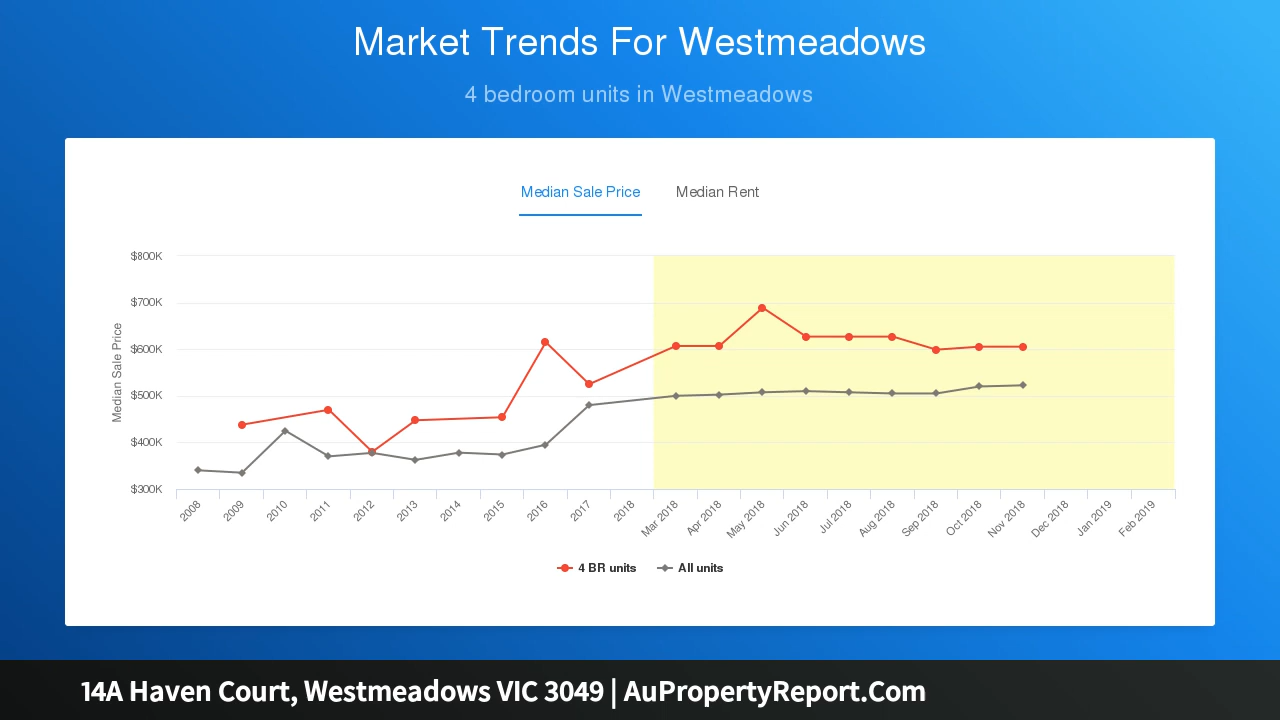 Market Trends For Westmeadows
4 bedroom units in Westmeadows
Median Sale Price Median Rent
$800K
$700K
$600K
$500K
$400K
$300K
Median Sale Price
2008 2009 2010 2011 2012 2013 2014 2015 2016 2017 2018 Mar 2018 Apr 2018 May 2018 Jun 2018 Jul 2018 Aug 2018 Sep 2018 Oct 2018 Nov 2018 Dec 2018 Jan 2019 Feb 2019
4 BR units All units
14A Haven Court, Westmeadows VIC 3049 | AuPropertyReport.Com